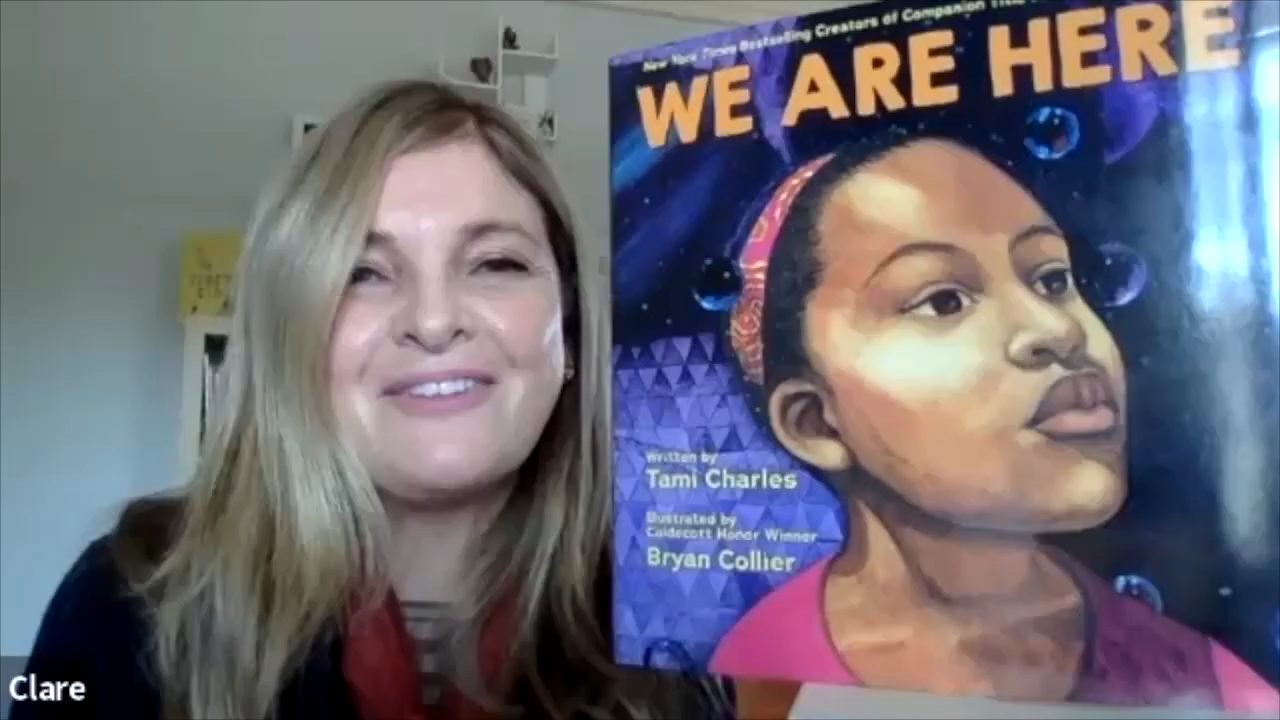 New York Times Bestselling Creators of Companion Title
WE ARE HERE
Written by
Tami Charles
Illustrated by
Caldecott Honor Winner
Bryan Collier
Clare